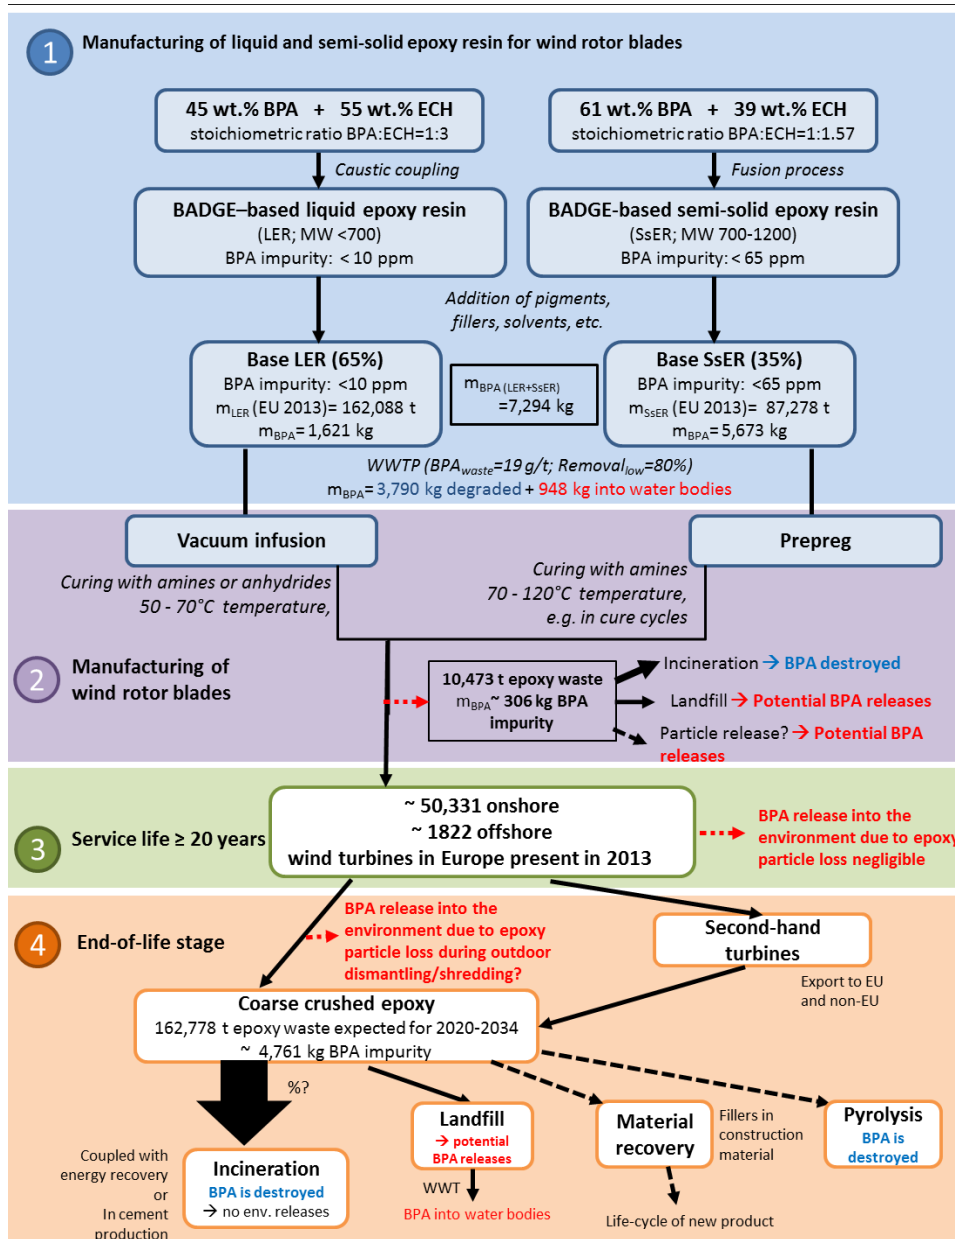 1
Manufacturing of liquid and semi-solid epoxy resin for wind rotor blades
45 wt.% BPA + 55 wt.% ECH
stoichiometric ratio BPA:ECH=1:3
61 wt.% BPA + 39 wt.% ECH
stoichiometric ratio BPA:ECH=1:1.57
Caustic coupling
Fusion process
BADGE–based liquid epoxy resin
(LER; MW <700)
BPA impurity: < 10 ppm
BADGE-based semi-solid epoxy resin
(SsER; MW 700-1200)
BPA impurity: < 65 ppm
Addition of pigments,
fillers, solvents, etc.
Base LER (65%)
BPA impurity: <10 ppm
mLER (EU 2013)= 162,088 t
mBPA= 1,621 kg
mBPA (LER+SsER)
=7,294 kg
Base SsER (35%)
BPA impurity: <65 ppm
mSsER (EU 2013)= 87,278 t
mBPA= 5,673 kg
WWTP (BPAwaste=19 g/t; Removallow=80%)
mBPA= 3,790 kg degraded + 948 kg into water bodies
Vacuum infusion
Prepreg
Curing with amines or anhydrides
50 - 70°C temperature,
Curing with amines
70 - 120°C temperature,
e.g. in cure cycles
2
Manufacturing of
wind rotor blades
10,473 t epoxy waste
mBPA~ 306 kg BPA
impurity
Incineration → BPA destroyed
Landfill → Potential BPA releases
Particle release? → Potential BPA
releases
3
Service life ≥ 20 years
~ 50,331 onshore
~ 1822 offshore
wind turbines in Europe present in 2013
BPA release into the
environment due to epoxy
particle loss negligible
4
End-of-life stage
BPA release into the
environment due to epoxy
particle loss during outdoor
dismantling/shredding?
Second-hand
turbines
Export to EU
and non-EU
Coarse crushed epoxy
162,778 t epoxy waste expected for 2020-2034
~ 4,761 kg BPA impurity
%?
Coupled with
energy recovery
or
In cement
production
Incineration
BPA is destroyed
→ no env. releases
Landfill
→ potential
BPA releases
WWT
BPA into water bodies
Material
recovery
Fillers in
construction
material
Life-cycle of new product
Pyrolysis
BPA is
destroyed